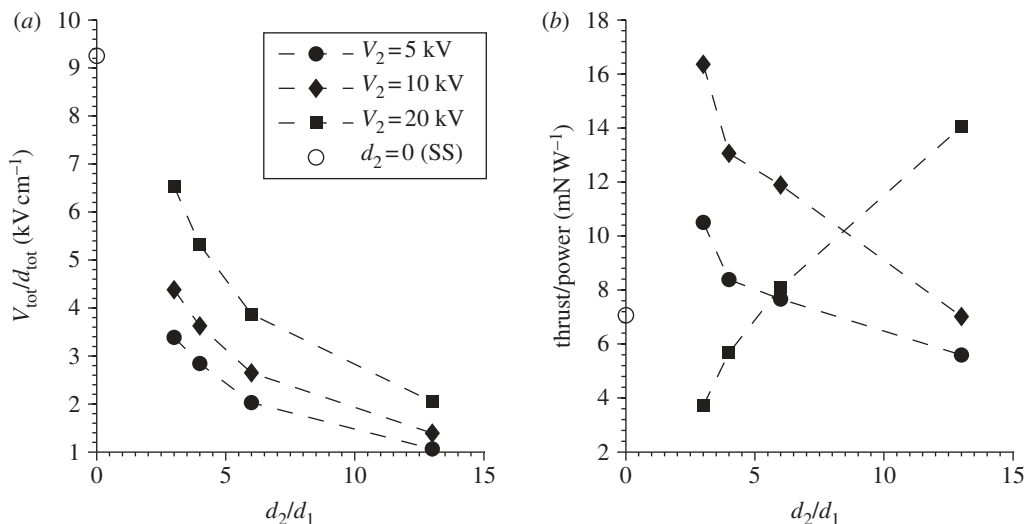 (a)
10
9
8
7
6
5
4
3
2
1
0
5
10
15
V_tot/d_tot (kV cm⁻¹)
d₂/d₁
V₂=5 kV
V₂=10 kV
V₂=20 kV
d₂=0 (SS)
(b)
18
16
14
12
10
8
6
4
2
0
5
10
15
thrust/power (mN W⁻¹)
d₂/d₁